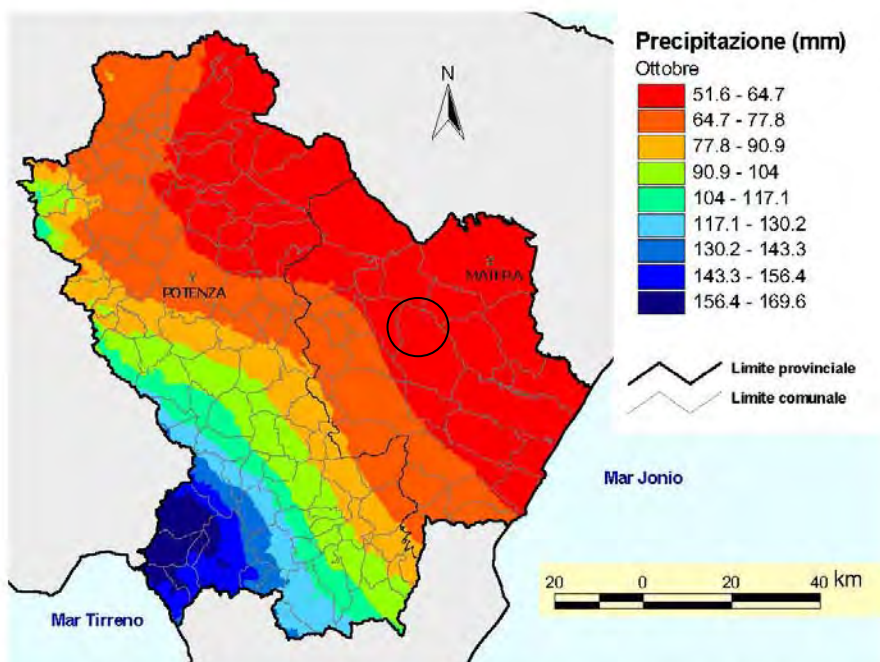 Precipitazione (mm)
Ottobre
51.6 - 64.7
64.7 - 77.8
77.8 - 90.9
90.9 - 104
104 - 117.1
117.1 - 130.2
130.2 - 143.3
143.3 - 156.4
156.4 - 169.6
N
MATERA
POTENZA
Limite provinciale
Limite comunale
Mar Jonio
20 0 20 40 km
Mar Tirreno